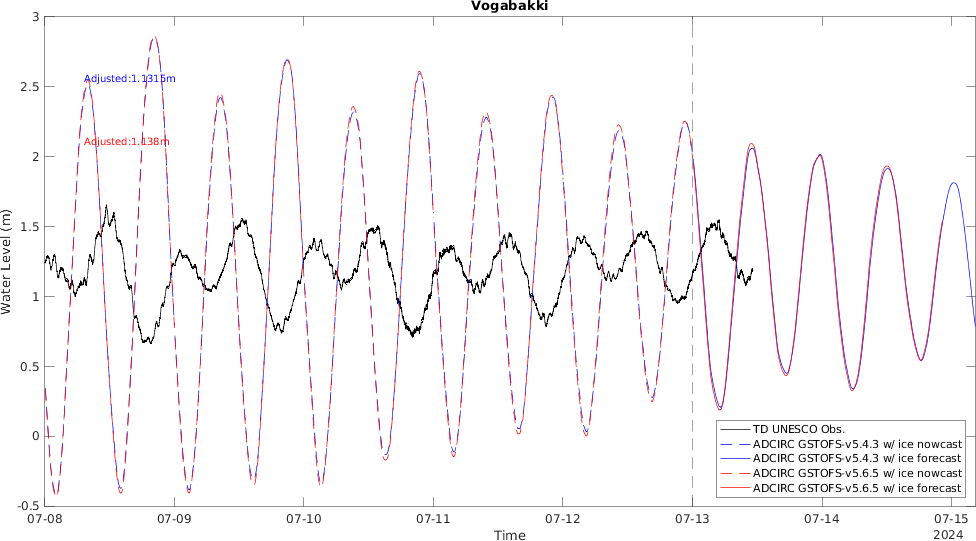 Vogabakki
3
2.5
2
1.5
1
0.5
0
-0.5
Water Level (m)
Adjusted:1.1315m
Adjusted:1.138m
TD UNESCO Obs.
ADCIRC GSTOFS-v5.4.3 w/ ice nowcast
ADCIRC GSTOFS-v5.4.3 w/ ice forecast
ADCIRC GSTOFS-v5.6.5 w/ ice nowcast
ADCIRC GSTOFS-v5.6.5 w/ ice forecast
07-08 07-09 07-10 07-11 07-12 07-13 07-14 07-15
Time
2024